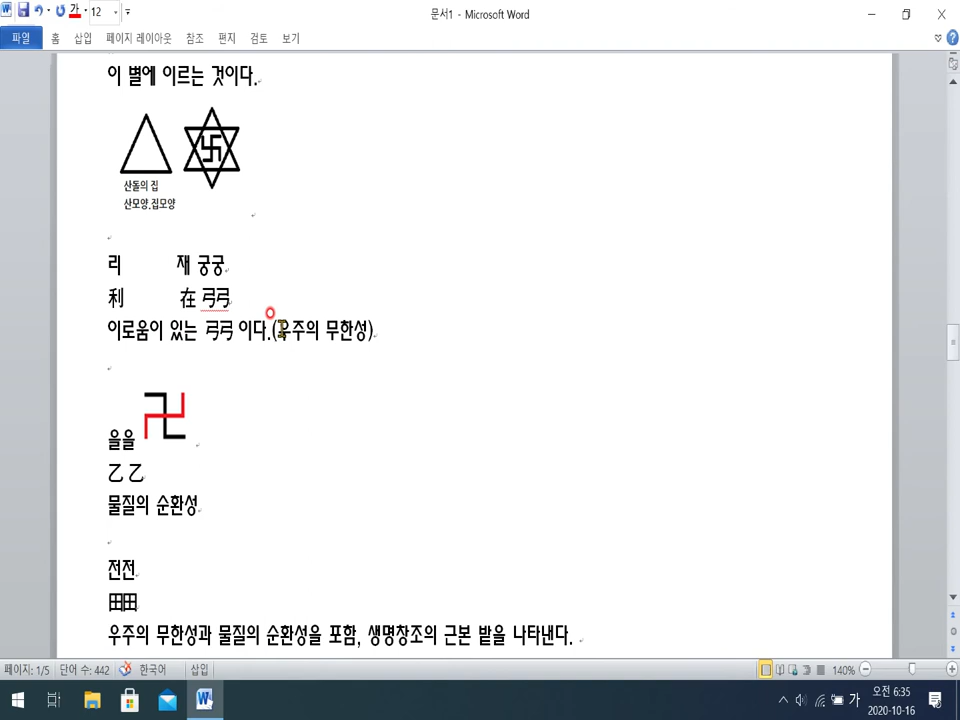 문서1 - Microsoft Word
가 12
파일 홈 삽입 페이지 레이아웃 참조 편지 검토 보기
이 별에 이르는 것이다.
산돌의 집
산모양,집모양
리 재 궁궁
利 在 弓弓
이로움이 있는 弓弓 이다.(우주의 무한성)
을을 卍
乙乙
물질의 순환성
전전
田田
우주의 무한성과 물질의 순환성을 포함, 생명창조의 근본 밭을 나타낸다.
페이지: 1/5 단어 수: 442 한국어 삽입 140%
가 오전 6:35
2020-10-16